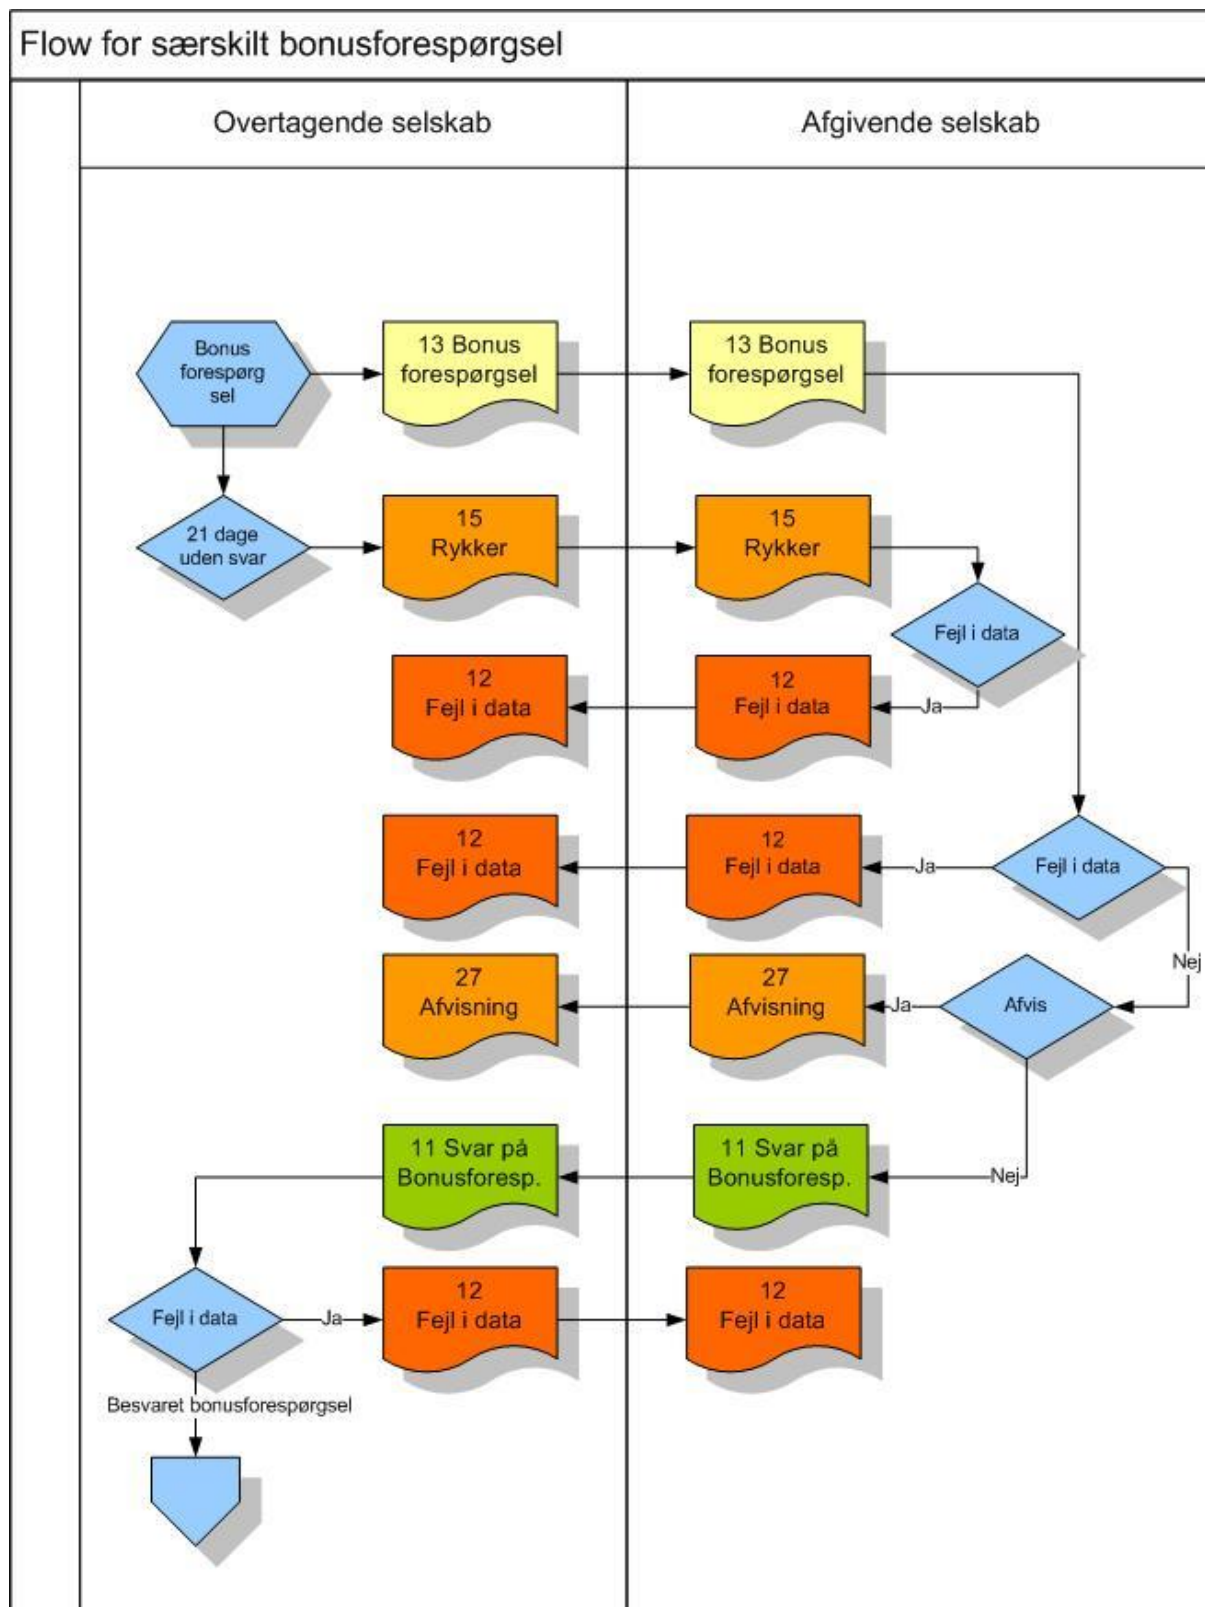 Flow for særskilt bonusforespørgsel
Overtagende selskab
Afgivende selskab
Bonus
forespørg
sel
13 Bonus
forespørgsel
13 Bonus
forespørgsel
21 dage
uden svar
15
Rykker
15
Rykker
Fejl i data
12
Fejl i data
12
Fejl i data
Ja
12
Fejl i data
12
Fejl i data
Ja
Fejl i data
Nej
27
Afvisning
27
Afvisning
Ja
Afvis
11 Svar på
Bonusforesp.
11 Svar på
Bonusforesp.
Nej
Fejl i data
Ja
12
Fejl i data
12
Fejl i data
Besvaret bonusforespørgsel